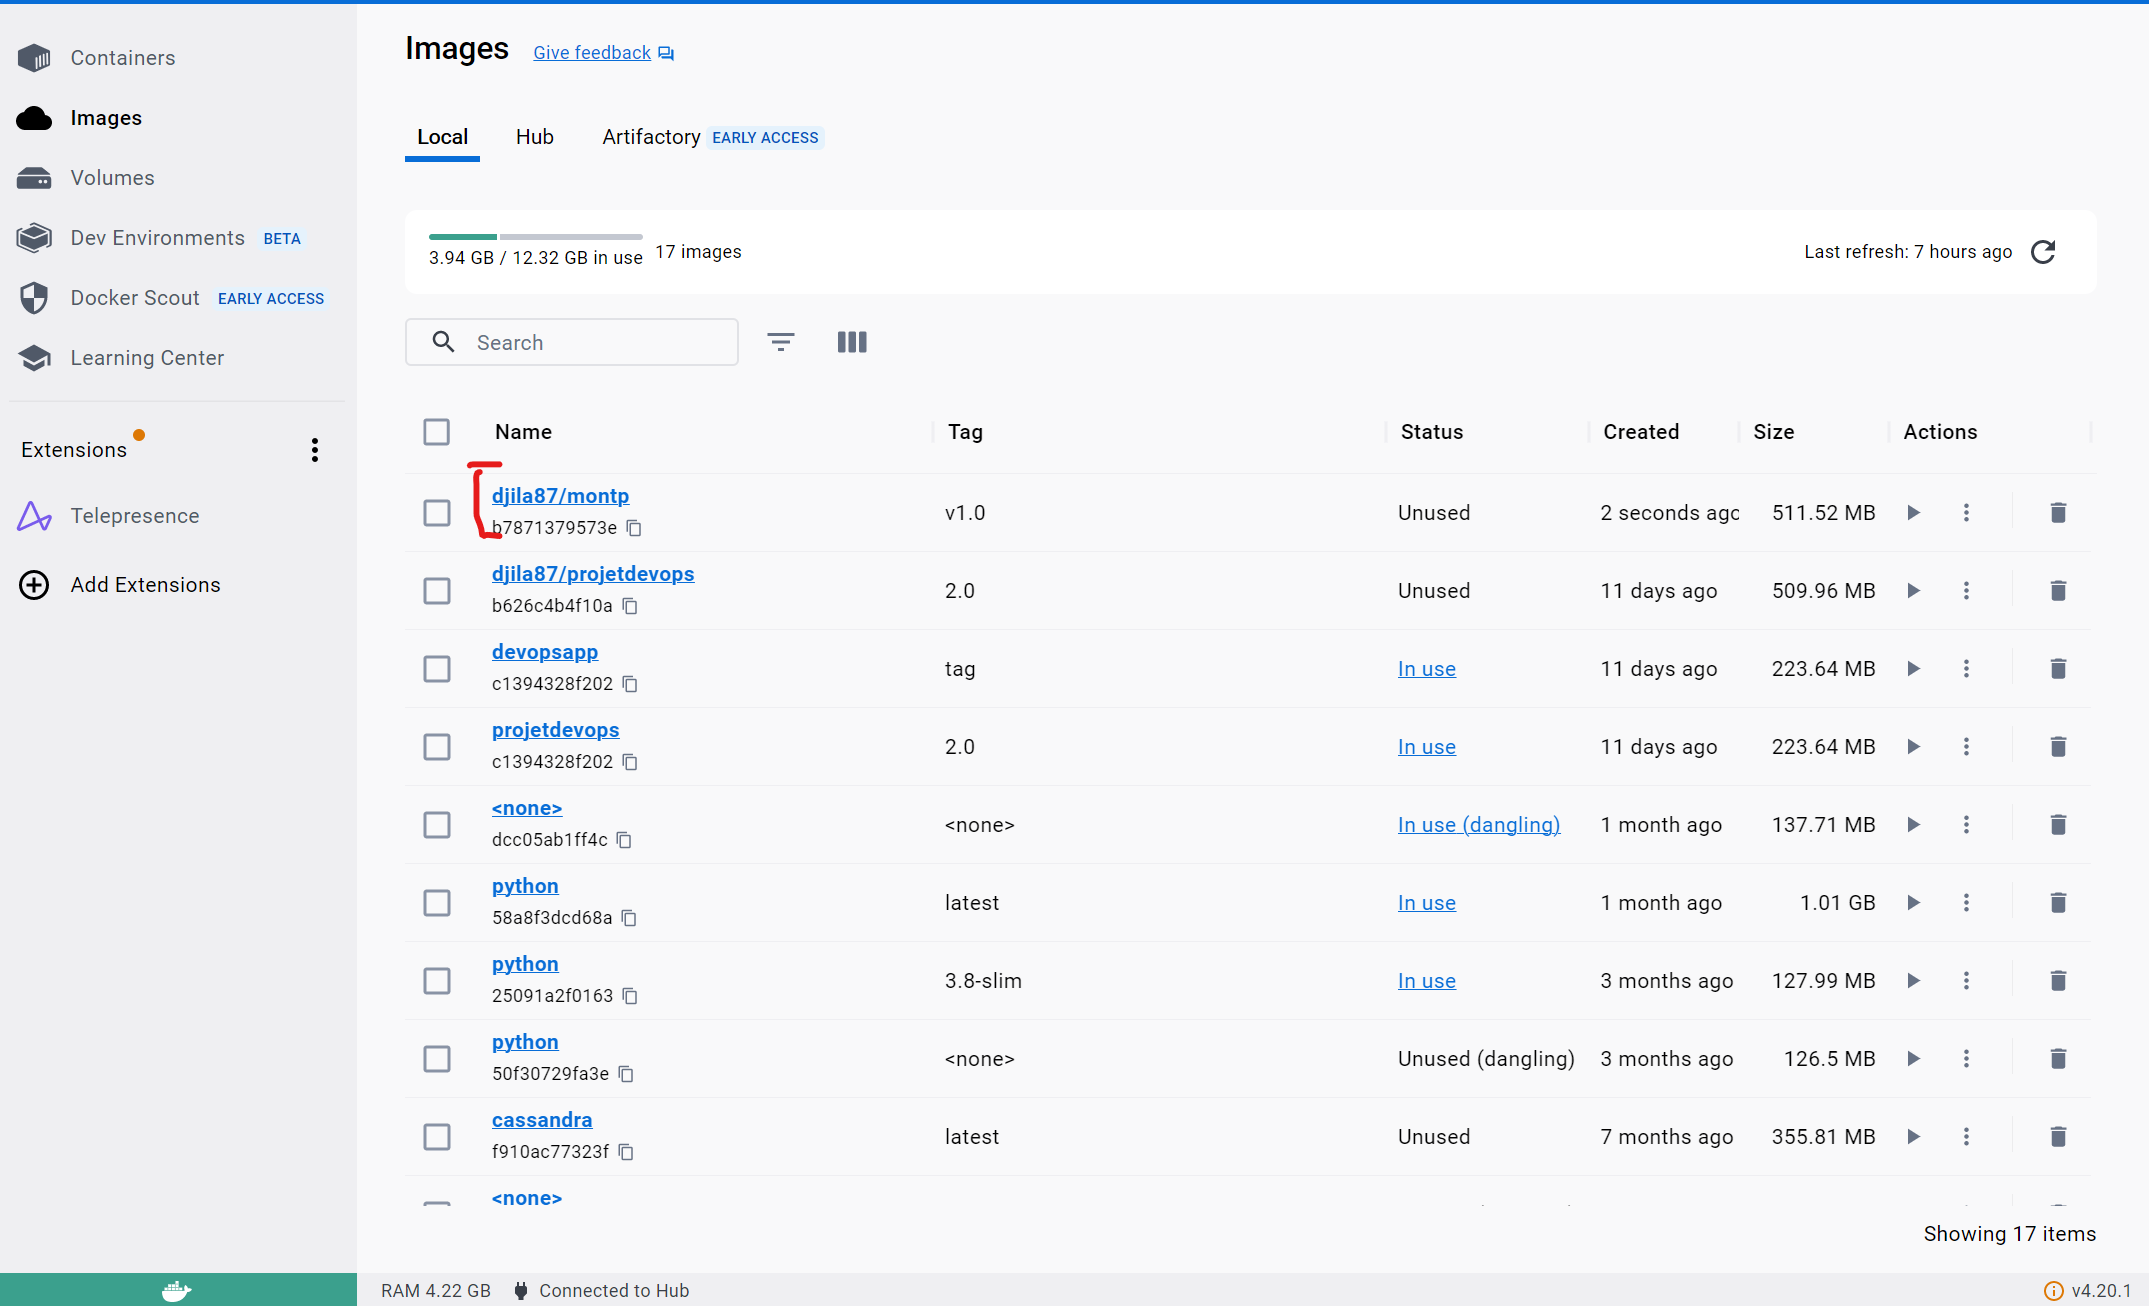 Containers
Images
Volumes
Dev Environments BETA
Docker Scout EARLY ACCESS
Learning Center
Extensions
Telepresence
Add Extensions
Images Give feedback
Local Hub Artifactory EARLY ACCESS
3.94 GB / 12.32 GB in use 17 images Last refresh: 7 hours ago
Search
Name Tag Status Created Size Actions
djila87/montp
b7871379573e v1.0 Unused 2 seconds ago 511.52 MB
djila87/projetdevops
b626c4b4f10a 2.0 Unused 11 days ago 509.96 MB
devopsapp
c1394328f202 tag In use 11 days ago 223.64 MB
projetdevops
c1394328f202 2.0 In use 11 days ago 223.64 MB
<none>
dcc05ab1ff4c <none> In use (dangling) 1 month ago 137.71 MB
python
58a8f3dcd68a latest In use 1 month ago 1.01 GB
python
25091a2f0163 3.8-slim In use 3 months ago 127.99 MB
python
50f30729fa3e <none> Unused (dangling) 3 months ago 126.5 MB
cassandra
f910ac77323f latest Unused 7 months ago 355.81 MB
<none>
Showing 17 items
RAM 4.22 GB Connected to Hub v4.20.1